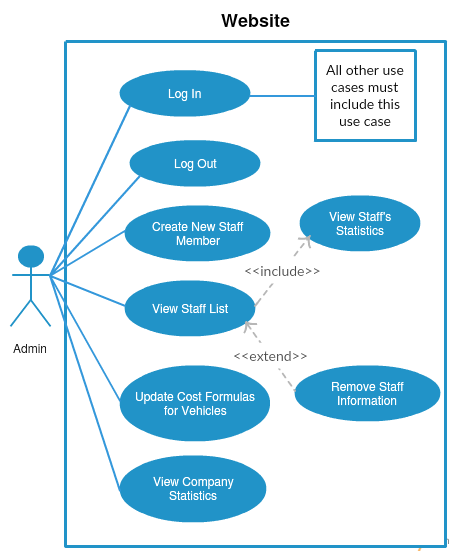 Website
Log In
All other use
cases must
include this
use case
Log Out
Create New Staff
Member
View Staff's
Statistics
<<include>>
View Staff List
Admin
<<extend>>
Update Cost Formulas
for Vehicles
Remove Staff
Information
View Company
Statistics